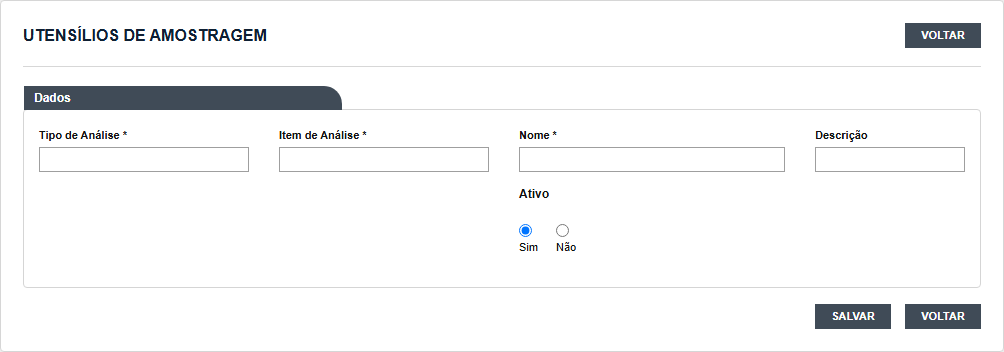 UTENSÍLIOS DE AMOSTRAGEM
VOLTAR
Dados
Tipo de Análise * Item de Análise * Nome * Descrição
Ativo
Sim Não
SALVAR VOLTAR